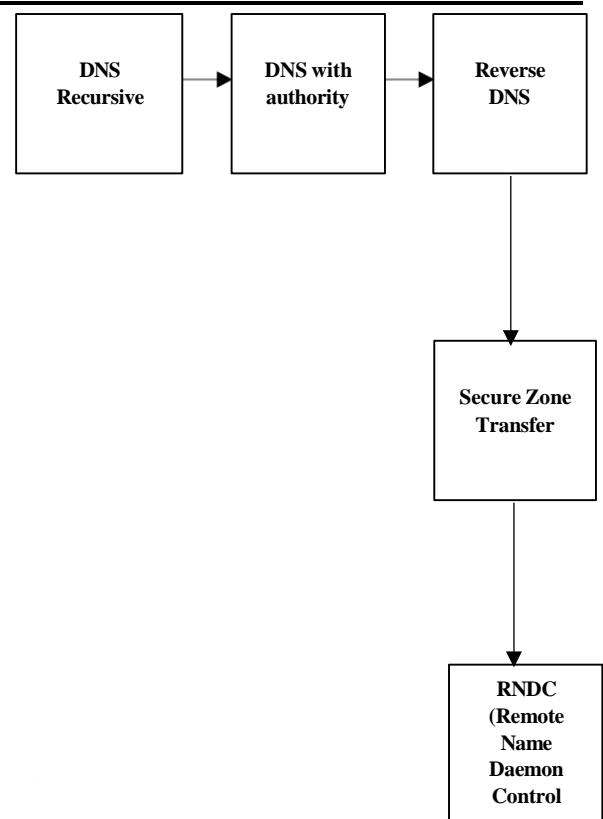 DNS
Recursive
DNS with
authority
Reverse
DNS
Secure Zone
Transfer
RNDC
(Remote
Name
Daemon
Control